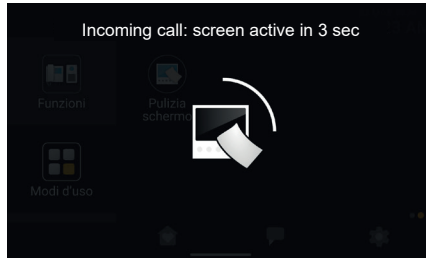 Incoming call: screen active in 3 sec
Funzioni
Pulizia
schermo
Modi d'uso